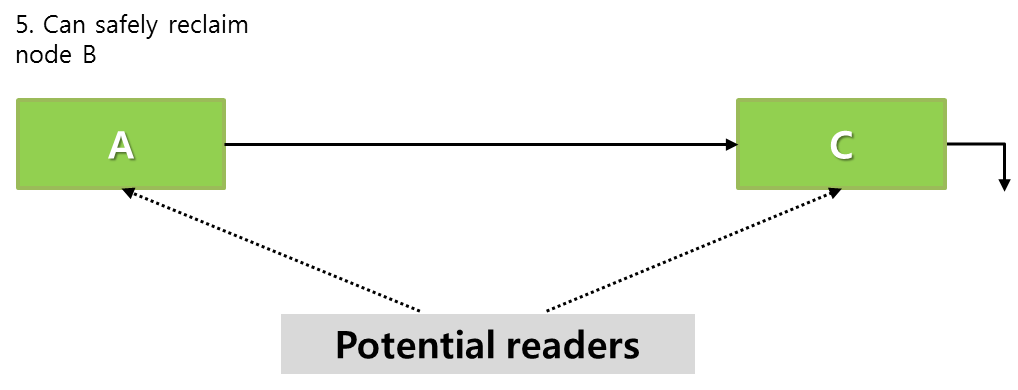 5. Can safely reclaim
node B
A
C
Potential readers